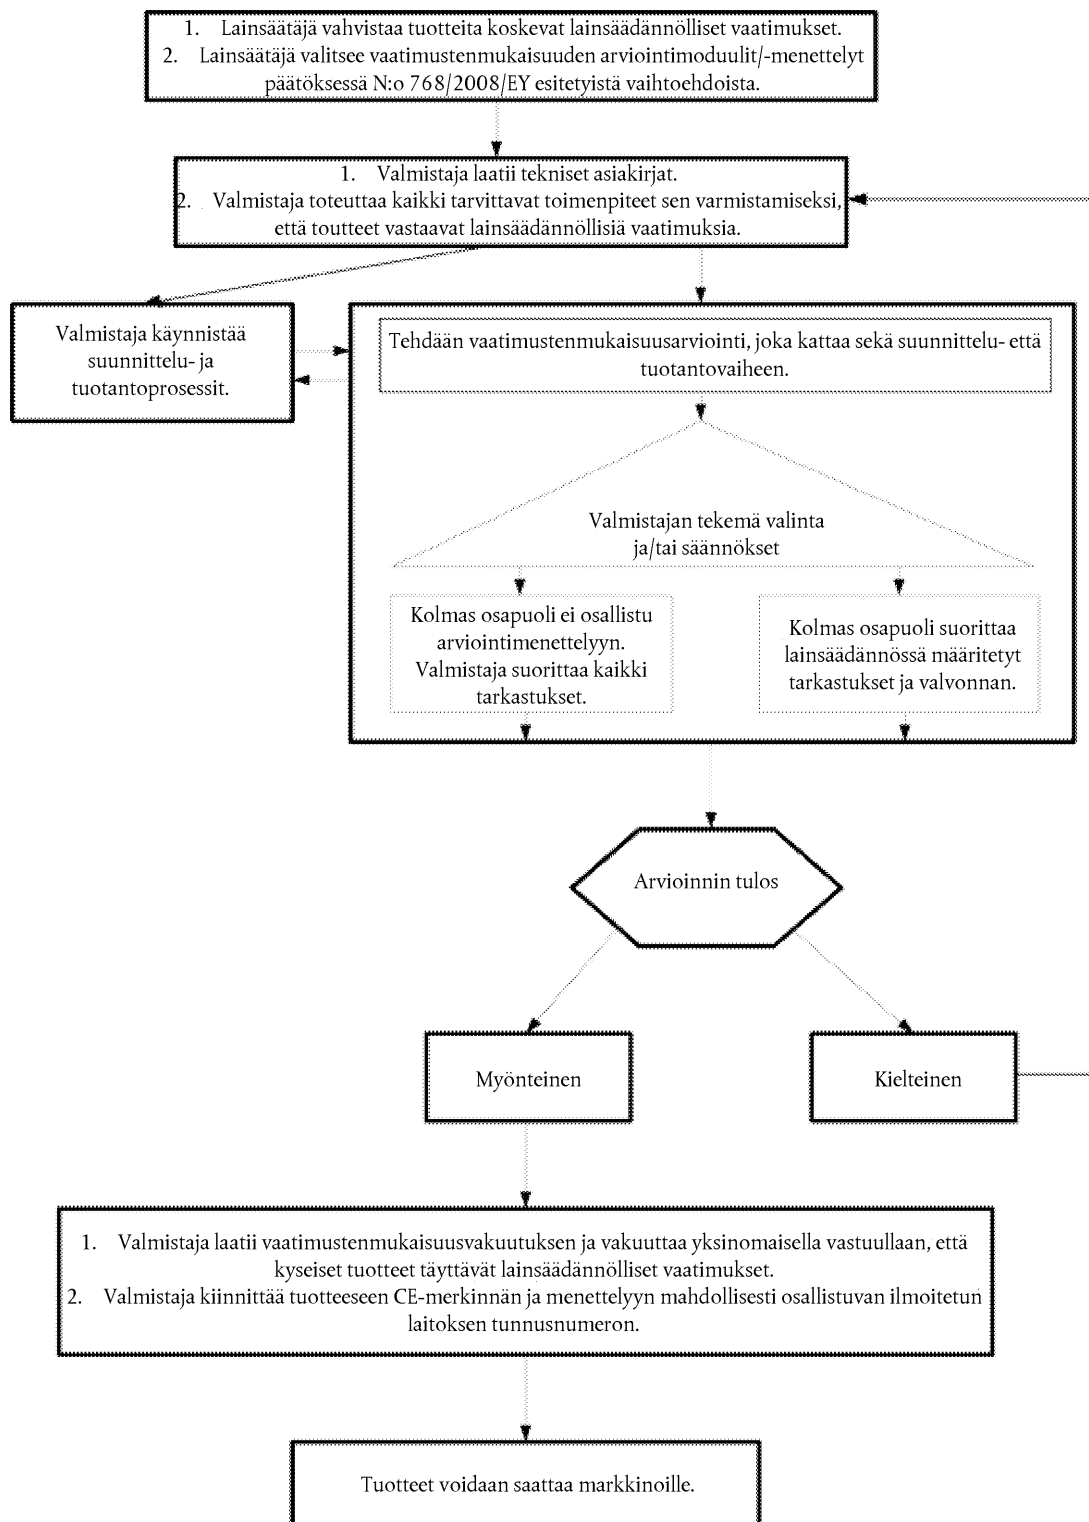 1. Lainsäätäjä vahvistaa tuotteita koskevat lainsäädännölliset vaatimukset.
2. Lainsäätäjä valitsee vaatimustenmukaisuuden arviointimoduulit/-menettelyt
päätöksessä N:o 768/2008/EY esitetyistä vaihtoehdoista.
1. Valmistaja laatii tekniset asiakirjat.
2. Valmistaja toteuttaa kaikki tarvittavat toimenpiteet sen varmistamiseksi,
että toutteet vastaavat lainsäädännöllisiä vaatimuksia.
Valmistaja käynnistää
suunnittelu- ja
tuotantoprosessit.
Tehdään vaatimustenmukaisuusarviointi, joka kattaa sekä suunnittelu- että
tuotantovaiheen.
Valmistajan tekemä valinta
ja/tai säännökset
Kolmas osapuoli ei osallistu
arviointimenettelyyn.
Valmistaja suorittaa kaikki
tarkastukset.
Kolmas osapuoli suorittaa
lainsäädännössä määritetyt
tarkastukset ja valvonnan.
Arvioinnin tulos
Myönteinen
Kielteinen
1. Valmistaja laatii vaatimustenmukaisuusvakuutuksen ja vakuuttaa yksinomaisella vastuullaan, että
kyseiset tuotteet täyttävät lainsäädännölliset vaatimukset.
2. Valmistaja kiinnittää tuotteeseen CE-merkinnän ja menettelyyn mahdollisesti osallistuvan ilmoitetun
laitoksen tunnusnumeron.
Tuotteet voidaan saattaa markkinoille.